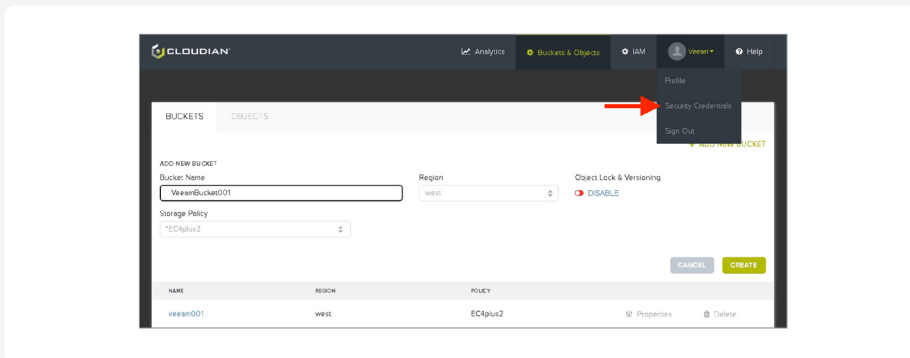 CLOUDIAN
Analytics
Buckets & Objects
IAM
Veeam
Help
Profile
Security Credentials
Sign Out
BUCKETS
OBJECTS
+ ADD NEW BUCKET
ADD NEW BUCKET
Bucket Name
Region
Object Lock & Versioning
VeeamBucket001
west
DISABLE
Storage Policy
*EC4plus2
CANCEL
CREATE
NAME
REGION
POLICY
veeam001
west
EC4plus2
Properties
Delete